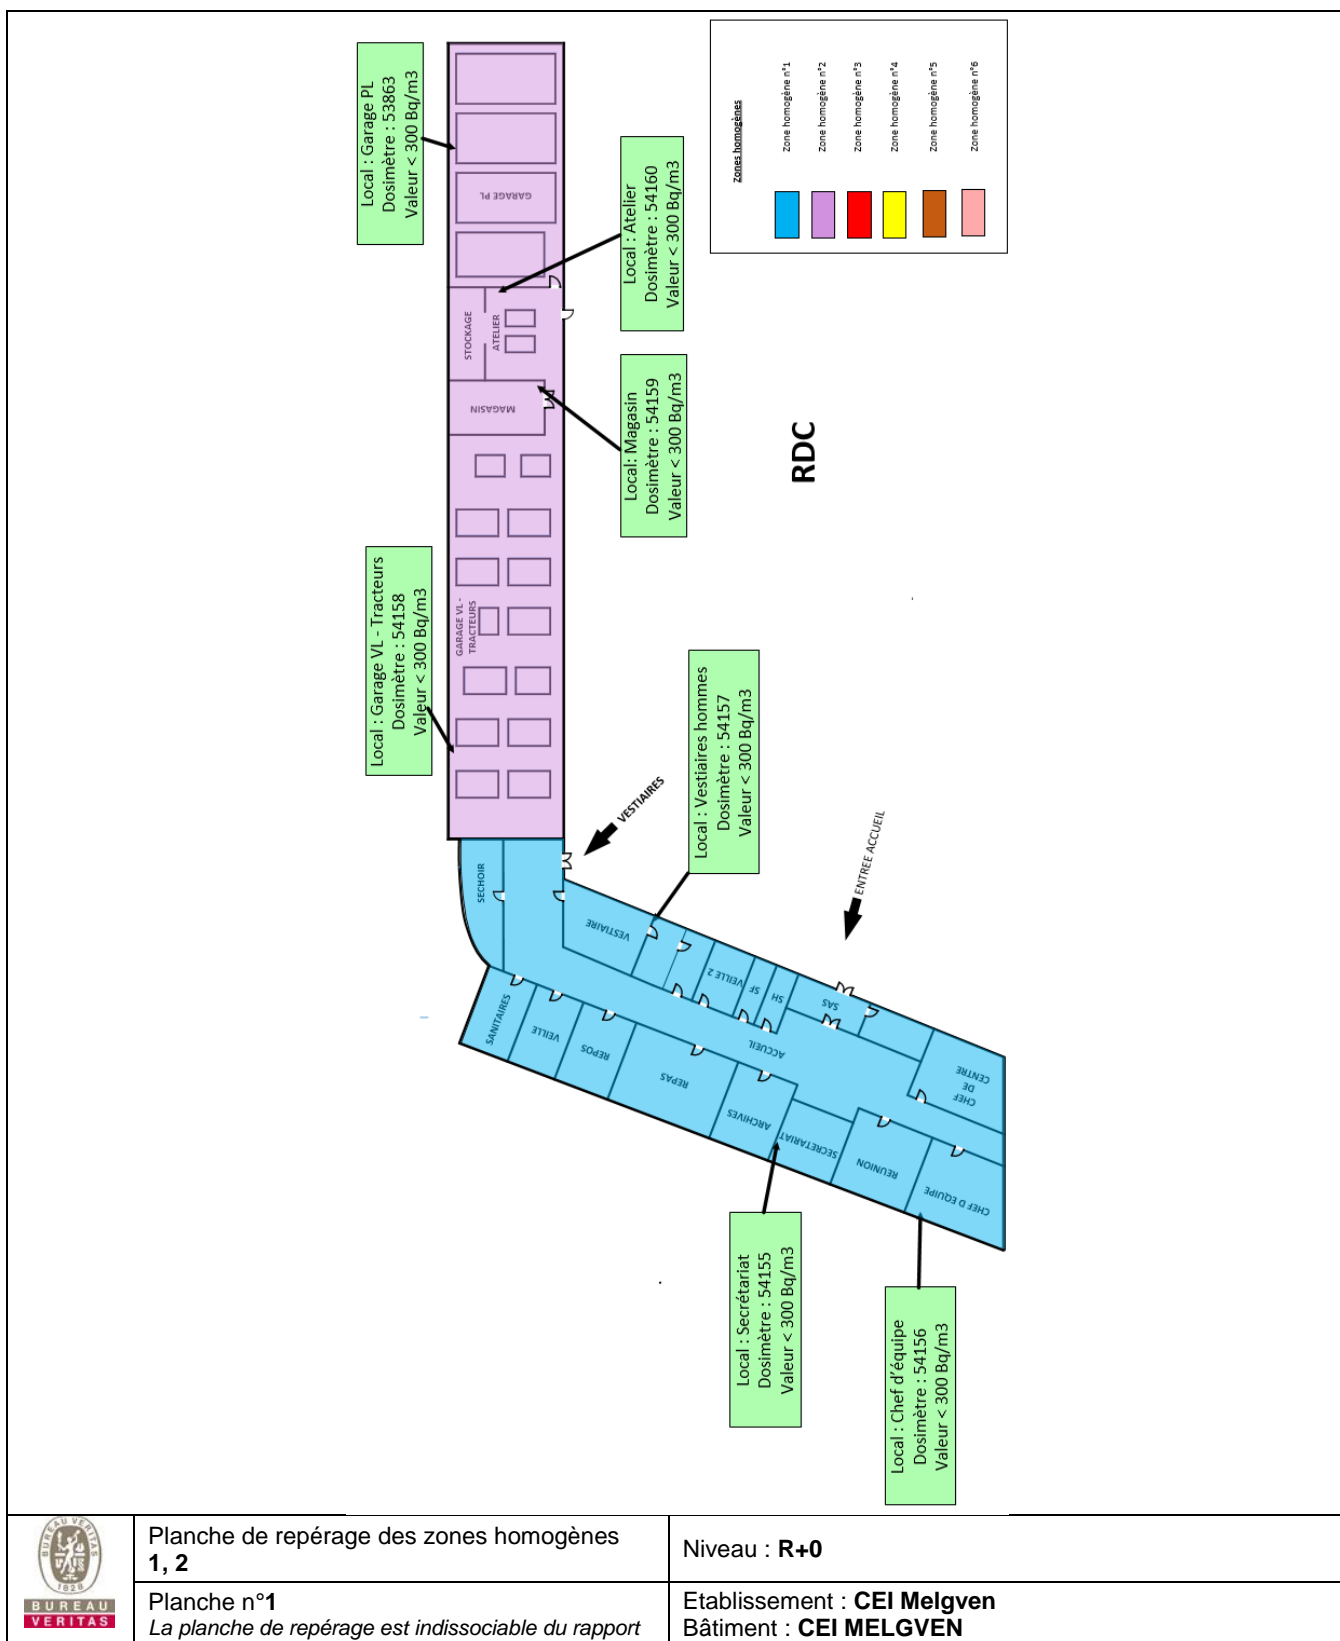 Local : Garage PL
Dosimètre : 53863
Valeur < 300 Bq/m3
Local : Atelier
Dosimètre : 54160
Valeur < 300 Bq/m3
Local: Magasin
Dosimètre : 54159
Valeur < 300 Bq/m3
Local : Garage VL - Tracteurs
Dosimètre : 54158
Valeur < 300 Bq/m3
Local : Vestiaires hommes
Dosimètre : 54157
Valeur < 300 Bq/m3
Local : Secrétariat
Dosimètre : 54155
Valeur < 300 Bq/m3
Local : Chef d'équipe
Dosimètre : 54156
Valeur < 300 Bq/m3
Zones homogènes
Zone homogène n°1
Zone homogène n°2
Zone homogène n°3
Zone homogène n°4
Zone homogène n°5
Zone homogène n°6
RDC
GARAGE PL
STOCKAGE
ATELIER
MAGASIN
GARAGE VL -
TRACTEURS
VESTIAIRES
ENTREE ACCUEIL
SECHOIR
VESTIAIRE
VEILLE 2
SF
SH
SAS
SANITAIRES
VEILLE
REPOS
REPAS
ACCUEIL
ARCHIVES
SECRETARIAT
REUNION
CHEF D EQUIPE
CHEF
DE
CENTRE
BUREAU VERITAS
1828
BUREAU
VERITAS
Planche de repérage des zones homogènes
1, 2
Niveau : R+0
Planche n°1
La planche de repérage est indissociable du rapport
Etablissement : CEI Melgven
Bâtiment : CEI MELGVEN